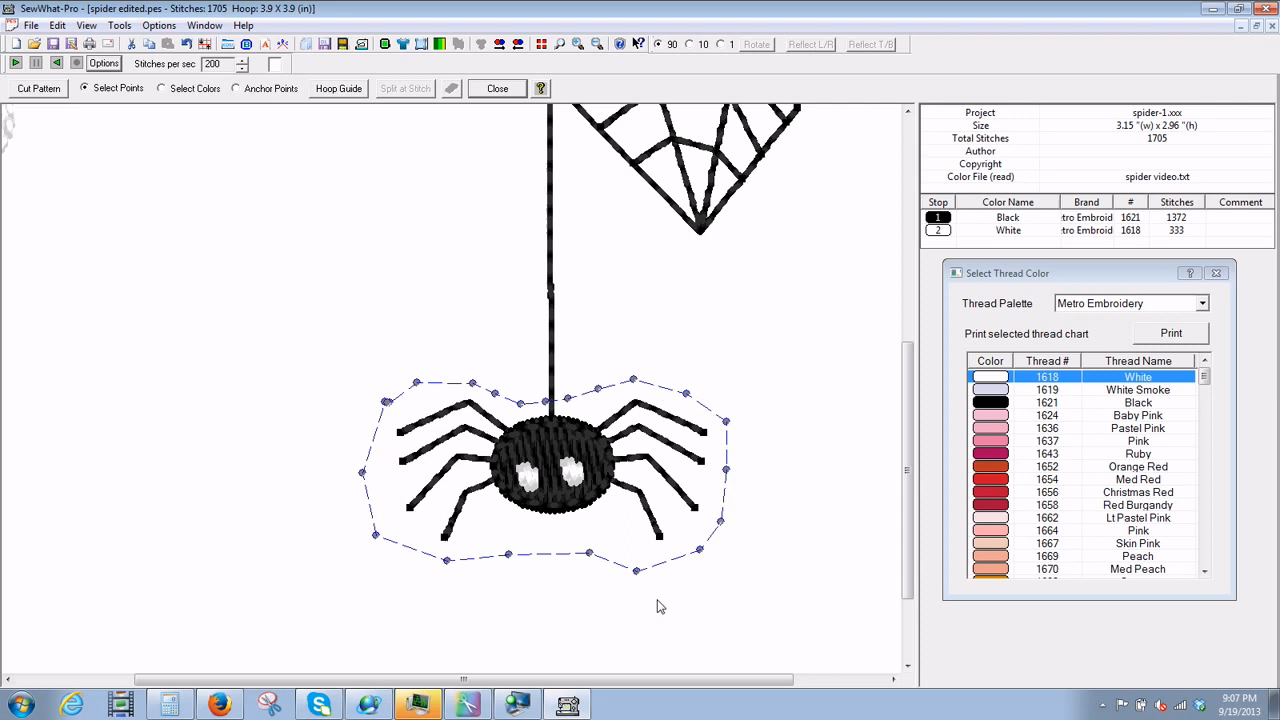 SewWhat-Pro - [spider edited.pes - Stitches: 1705 Hoop: 3.9 X 3.9 (in)]
File Edit View Tools Options Window Help
90 10 1 Rotate Reflect L/R Reflect T/B
Options Stitches per sec 200
Cut Pattern Select Points Select Colors Anchor Points Hoop Guide Split at Stitch Close
Project spider-1.xxx
Size 3.15 "(w) x 2.96 "(h)
Total Stitches 1705
Author
Copyright
Color File (read) spider video.txt
Stop Color Name Brand # Stitches Comment
1 Black tro Embroid 1621 1372
2 White tro Embroid 1618 333
Select Thread Color
Thread Palette Metro Embroidery
Print selected thread chart Print
Color Thread # Thread Name
1618 White
1619 White Smoke
1621 Black
1624 Baby Pink
1636 Pastel Pink
1637 Pink
1643 Ruby
1652 Orange Red
1654 Med Red
1656 Christmas Red
1658 Red Burgandy
1662 Lt Pastel Pink
1664 Pink
1667 Skin Pink
1669 Peach
1670 Med Peach
9:07 PM
9/19/2013